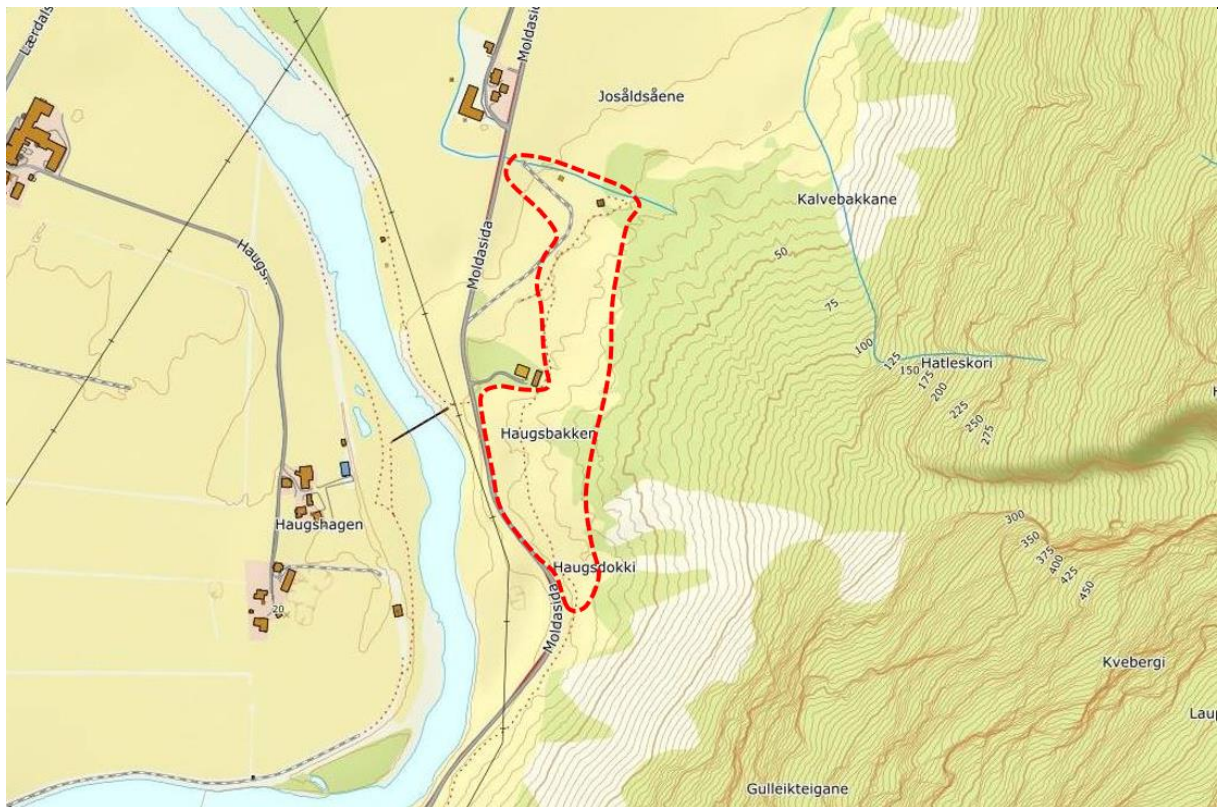 Lærdals
Moldasida
Josåldsåene
Kalvebakkane
50
Haugs.
Moldasida
75
100
125
150
175
200
225
250
275
Hatleskori
H
Haugsbakken
Haugshagen
300
350
375
400
425
450
Haugsdokki
Moldasida
20
Kvebergi
Laup
Gulleikteigane